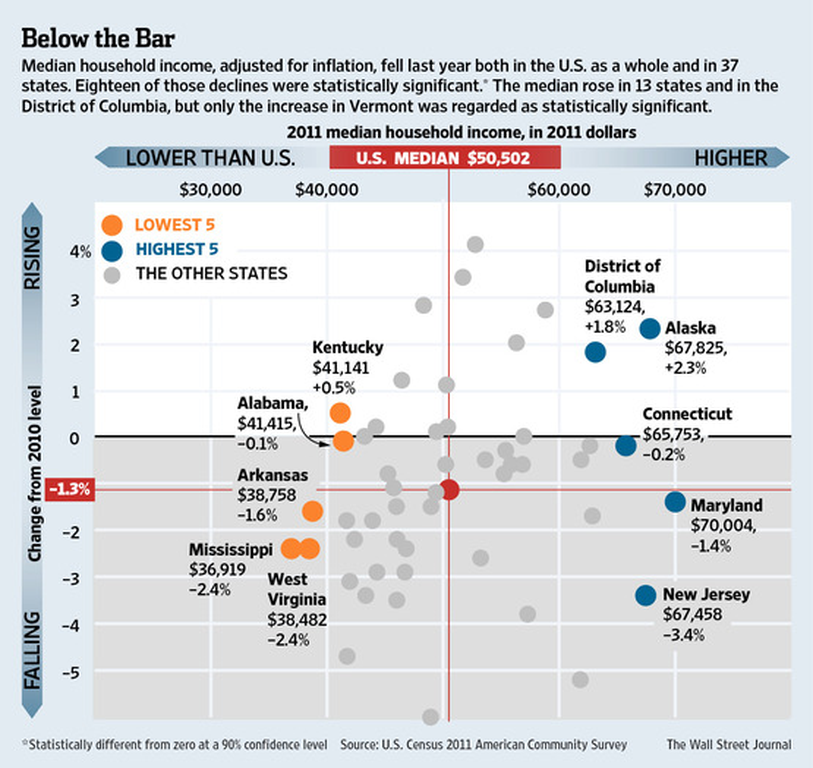 Below the Bar
Median household income, adjusted for inflation, fell last year both in the U.S. as a whole and in 37
states. Eighteen of those declines were statistically significant.* The median rose in 13 states and in the
District of Columbia, but only the increase in Vermont was regarded as statistically significant.
2011 median household income, in 2011 dollars
LOWER THAN U.S.
U.S. MEDIAN $50,502
HIGHER
$30,000
$40,000
$60,000
$70,000
RISING
Change from 2010 level
FALLING
4%
3
2
1
0
-1.3%
−2
−3
−4
−5
LOWEST 5
HIGHEST 5
THE OTHER STATES
District of
Columbia
$63,124,
+1.8%
Alaska
$67,825,
+2.3%
Kentucky
$41,141
+0.5%
Alabama,
$41,415,
−0.1%
Connecticut
$65,753,
−0.2%
Arkansas
$38,758
−1.6%
Maryland
$70,004,
−1.4%
Mississippi
$36,919
−2.4%
West
Virginia
$38,482
−2.4%
New Jersey
$67,458
−3.4%
*Statistically different from zero at a 90% confidence level
Source: U.S. Census 2011 American Community Survey
The Wall Street Journal